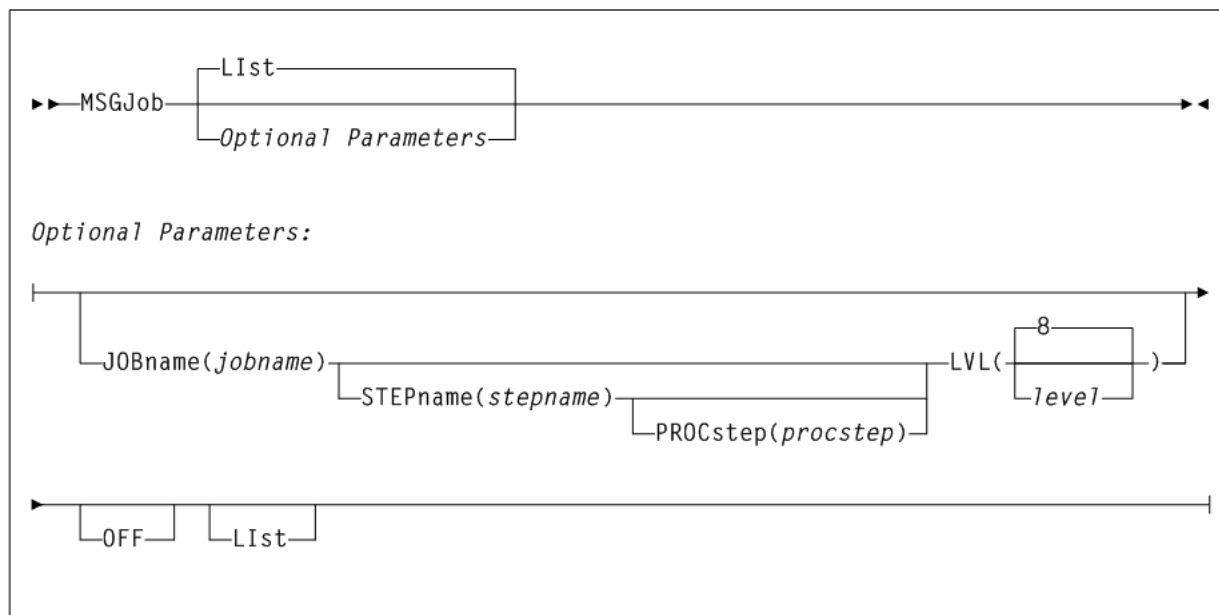 LIst
MSGJob
Optional Parameters
Optional Parameters:
8
JOBname(jobname) LVL( )
STEPname(stepname) level
PROCstep(procstep)
OFF LIst